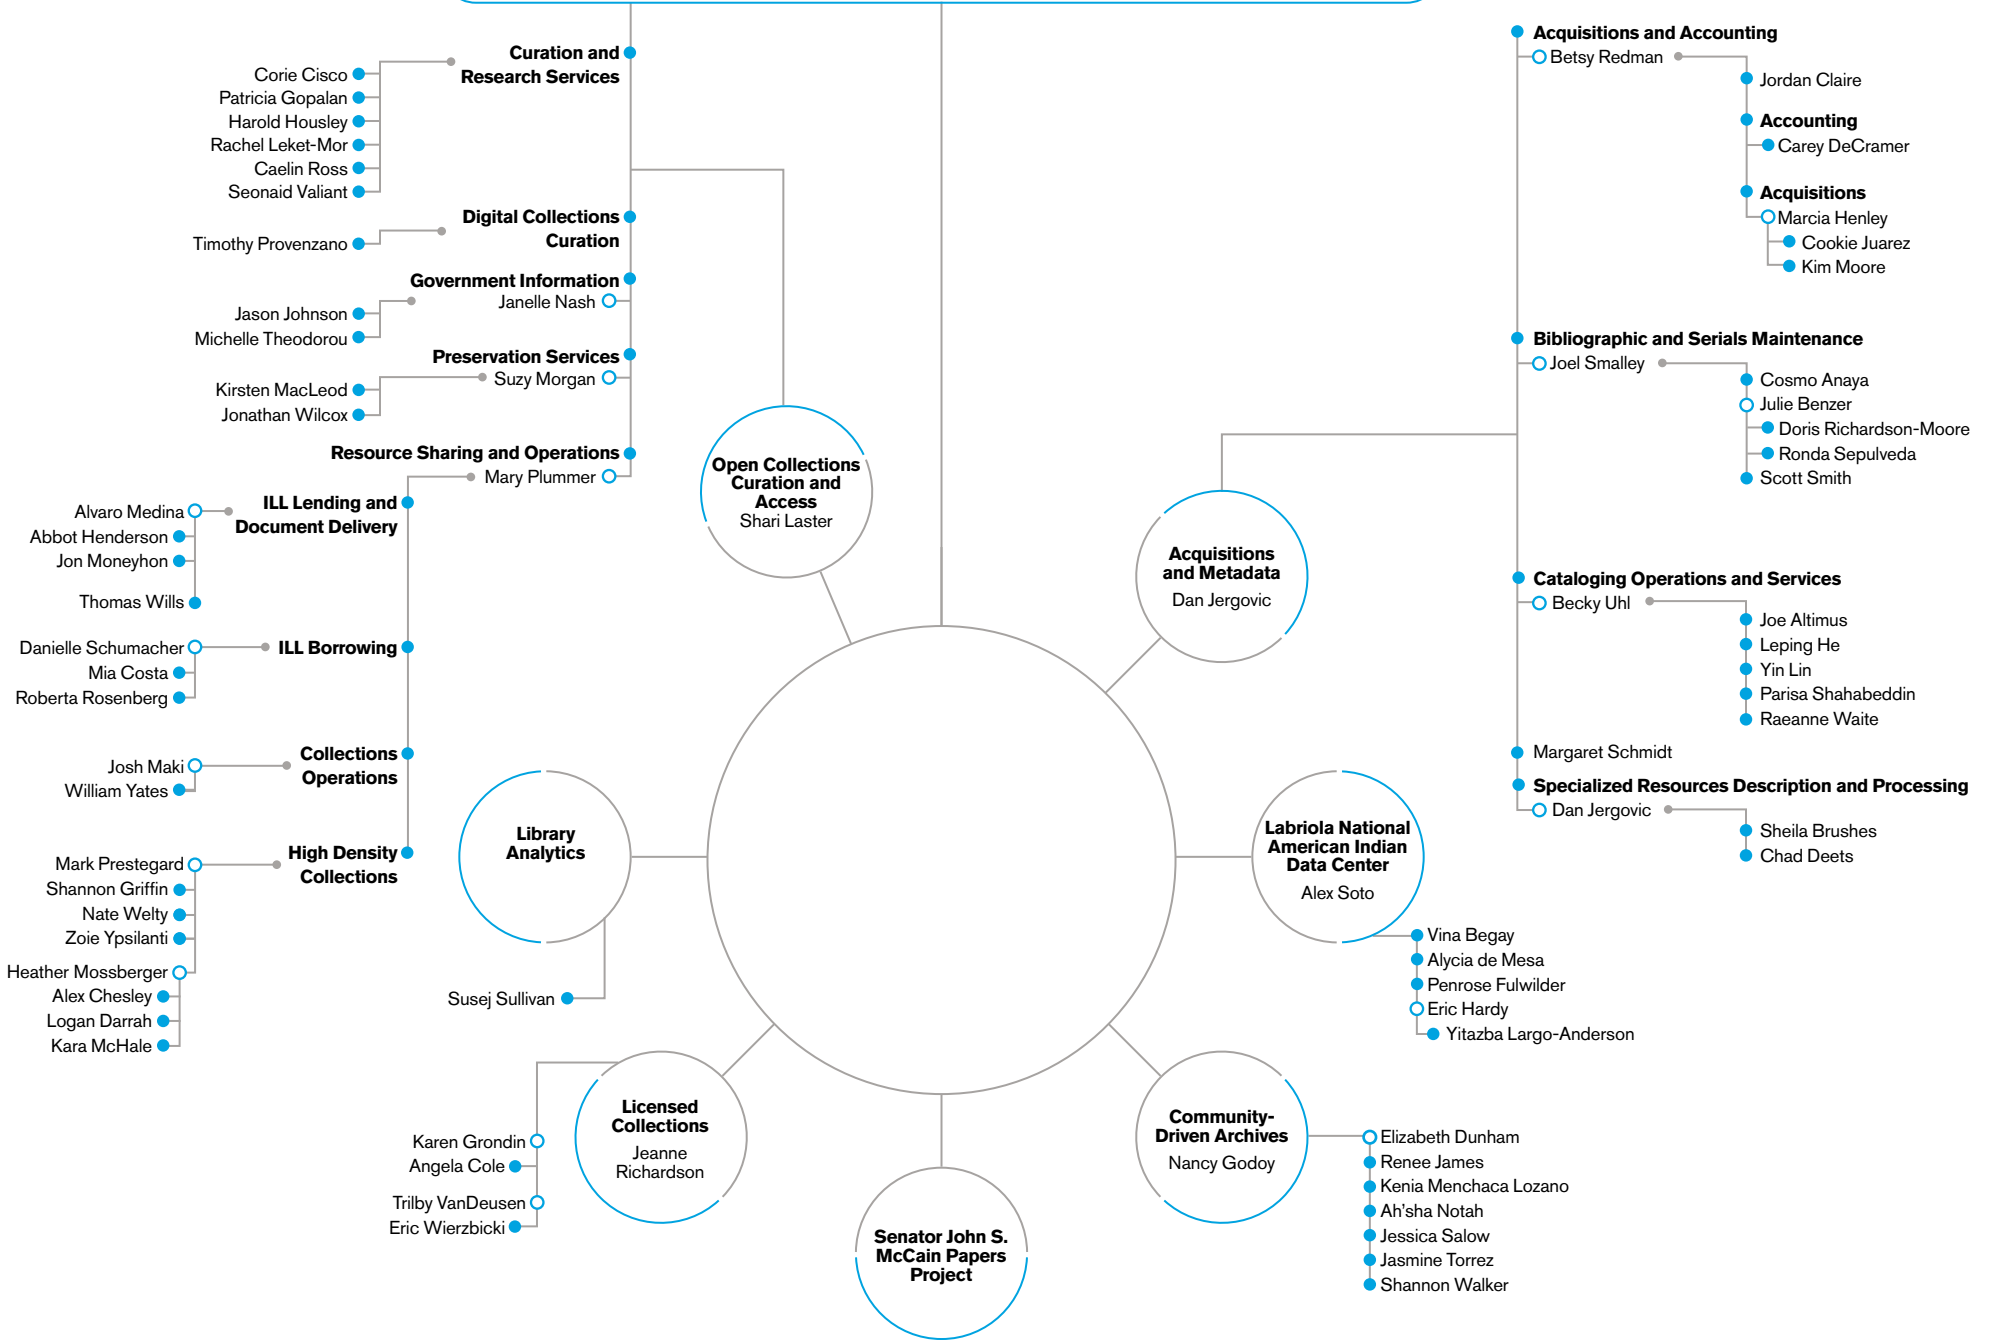 Curation and
Research Services
Corie Cisco
Patricia Gopalan
Harold Housley
Rachel Leket-Mor
Caelin Ross
Seonaid Valiant
Digital Collections
Curation
Timothy Provenzano
Government Information
Janelle Nash
Jason Johnson
Michelle Theodorou
Preservation Services
Suzy Morgan
Kirsten MacLeod
Jonathan Wilcox
Resource Sharing and Operations
Mary Plummer
ILL Lending and
Document Delivery
Alvaro Medina
Abbot Henderson
Jon Moneyhon
Thomas Wills
ILL Borrowing
Danielle Schumacher
Mia Costa
Roberta Rosenberg
Collections
Operations
Josh Maki
William Yates
High Density
Collections
Mark Prestegard
Shannon Griffin
Nate Welty
Zoie Ypsilanti
Heather Mossberger
Alex Chesley
Logan Darrah
Kara McHale
Open Collections
Curation and
Access
Shari Laster
Acquisitions
and Metadata
Dan Jergovic
Acquisitions and Accounting
Betsy Redman
Jordan Claire
Accounting
Carey DeCramer
Acquisitions
Marcia Henley
Cookie Juarez
Kim Moore
Bibliographic and Serials Maintenance
Joel Smalley
Cosmo Anaya
Julie Benzer
Doris Richardson-Moore
Ronda Sepulveda
Scott Smith
Cataloging Operations and Services
Becky Uhl
Joe Altimus
Leping He
Yin Lin
Parisa Shahabeddin
Raeanne Waite
Margaret Schmidt
Specialized Resources Description and Processing
Dan Jergovic
Sheila Brushes
Chad Deets
Library
Analytics
Susej Sullivan
Labriola National
American Indian
Data Center
Alex Soto
Vina Begay
Alycia de Mesa
Penrose Fulwilder
Eric Hardy
Yitazba Largo-Anderson
Licensed
Collections
Jeanne
Richardson
Karen Grondin
Angela Cole
Trilby VanDeusen
Eric Wierzbicki
Senator John S.
McCain Papers
Project
Community-
Driven Archives
Nancy Godoy
Elizabeth Dunham
Renee James
Kenia Menchaca Lozano
Ah'sha Notah
Jessica Salow
Jasmine Torrez
Shannon Walker